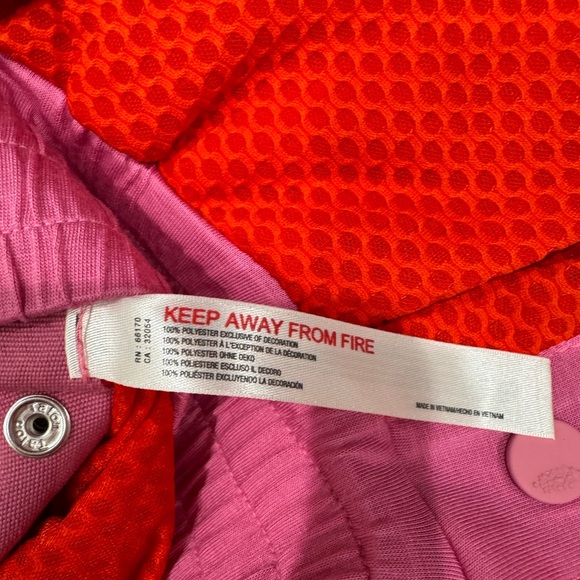 RN : 66170
CA : 32054
KEEP AWAY FROM FIRE
100% POLYESTER EXCLUSIVE OF DECORATION
100% POLYESTER À L'EXCEPTION DE LA DÉCORATION
100% POLYESTER OHNE DEKO
100% POLIESTERE ESCLUSO IL DECORO
100% POLIÉSTER EXCLUYENDO LA DECORACIÓN
MADE IN VIETNAM/HECHO EN VIETNAM